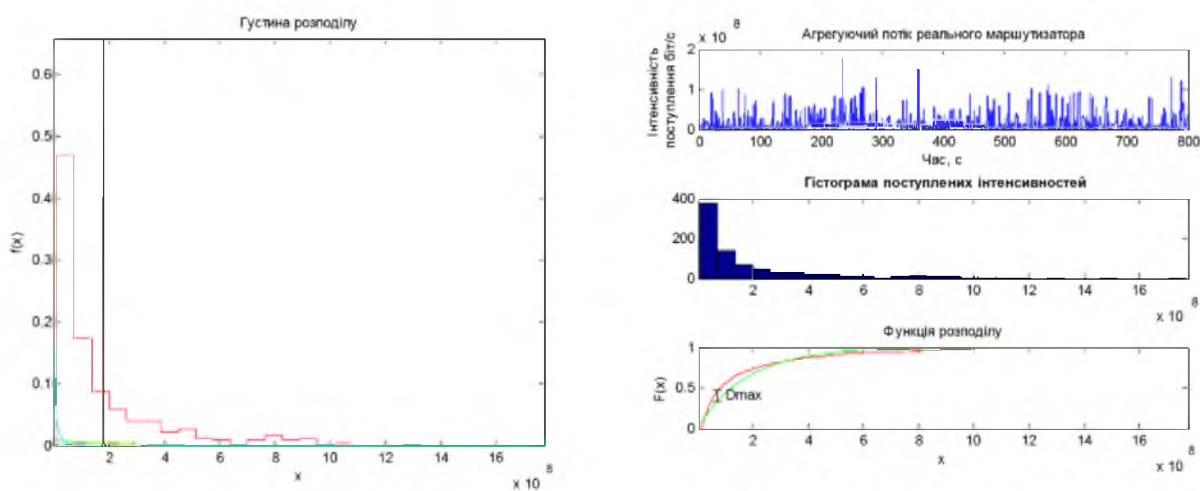 Густина розподілу
0.6
0.5
0.4
0.3
0.2
0.1
0
f(x)
2 4 6 8 10 12 14 16
x
x 10 8
x 10 8
Агрегуючий потік реального маршутизатора
Інтенсивність
поступлення біт/с
2
1
0
0 100 200 300 400 500 600 700 800
Час, с
Гістограма поступлених інтенсивностей
400
200
0
2 4 6 8 10 12 14 16
x 10 8
Функція розподілу
F(x)
1
0.5
0
Dmax
2 4 6 8 10 12 14 16
x
x 10 8